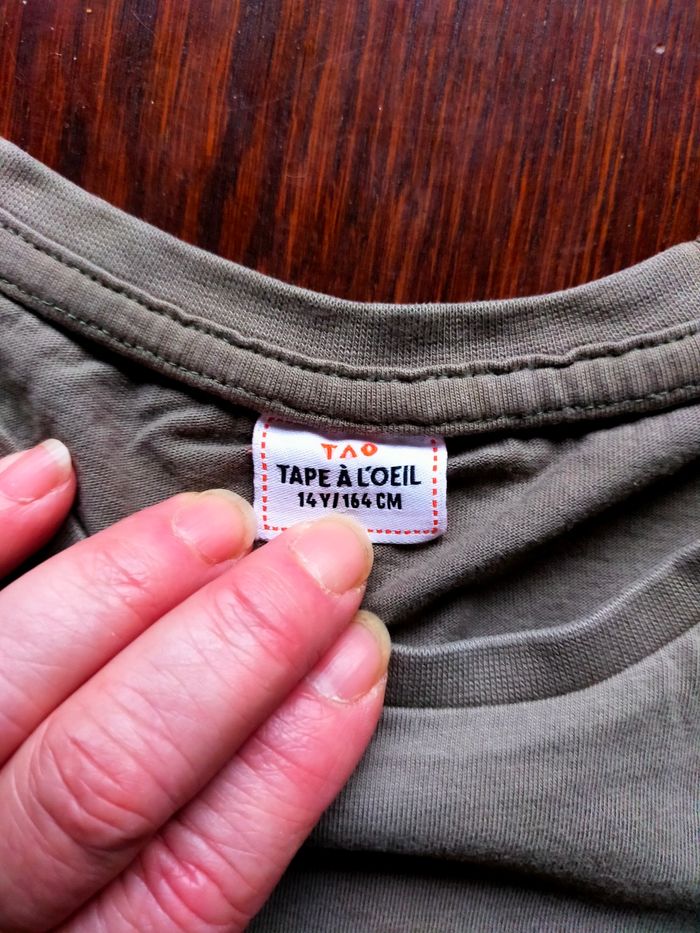 TAO
TAPE À L'OEIL
14Y/164 CM